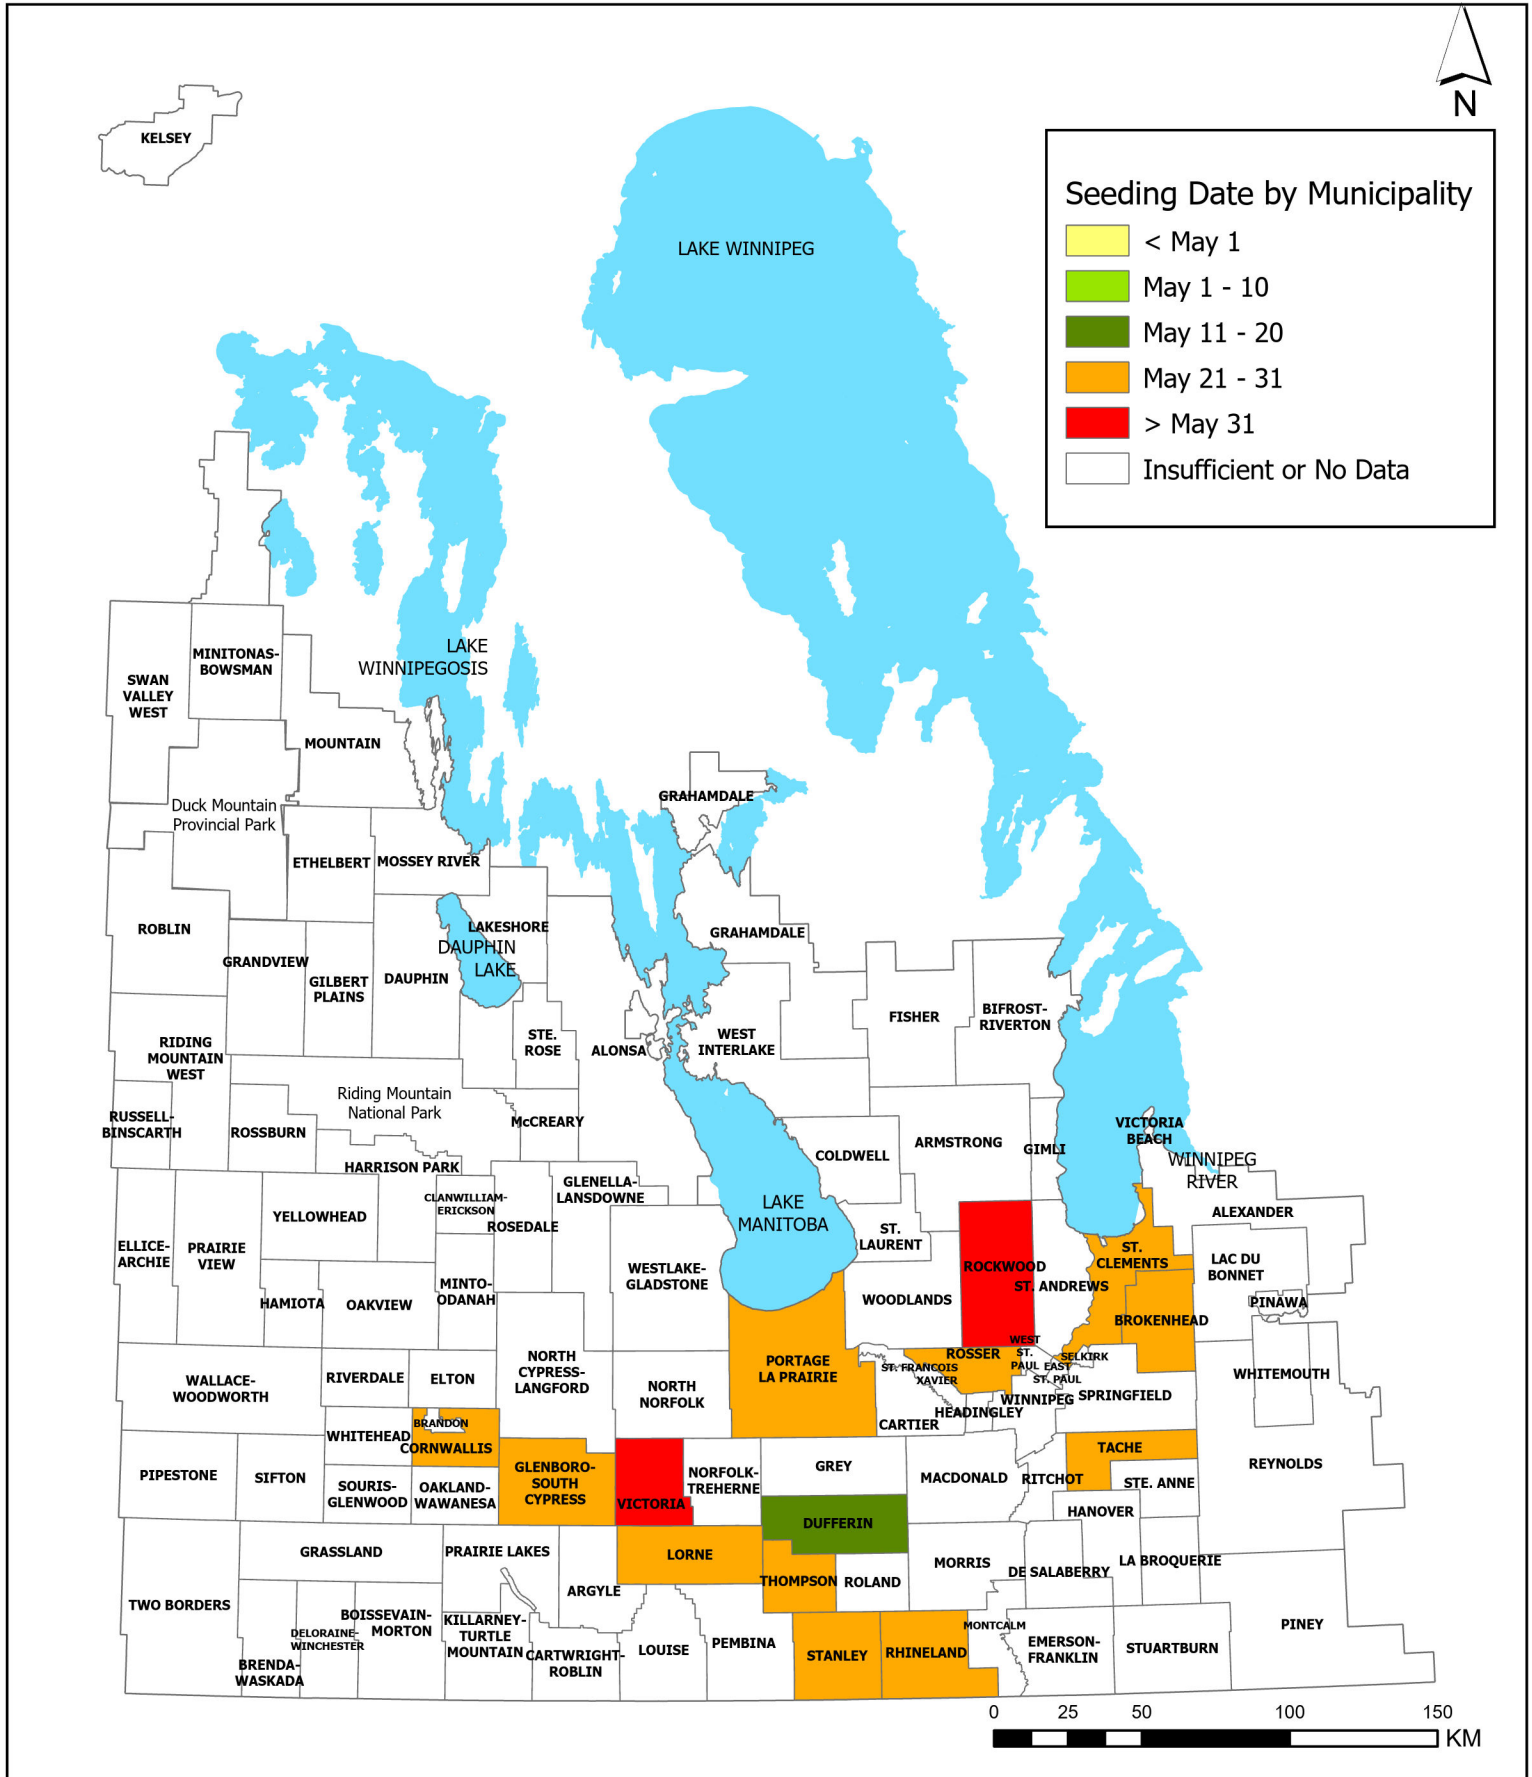 N
Seeding Date by Municipality
< May 1
May 1 - 10
May 11 - 20
May 21 - 31
> May 31
Insufficient or No Data
KELSEY
LAKE WINNIPEG
LAKE
WINNIPEGOSIS
MINITONAS-
BOWSMAN
SWAN
VALLEY
WEST
MOUNTAIN
Duck Mountain
Provincial Park
GRAHAMDALE
ETHELBERT
MOSSEY RIVER
ROBLIN
LAKESHORE
DAUPHIN
LAKE
GRAHAMDALE
GRANDVIEW
GILBERT
PLAINS
DAUPHIN
FISHER
BIFROST-
RIVERTON
RIDING
MOUNTAIN
WEST
STE.
ROSE
ALONSA
WEST
INTERLAKE
Riding Mountain
National Park
RUSSELL-
BINSCARTH
ROSSBURN
McCREARY
VICTORIA
BEACH
ARMSTRONG
GIMLI
COLDWELL
WINNIPEG
RIVER
HARRISON PARK
GLENELLA-
LANSDOWNE
CLANWILLIAM-
ERICKSON
ROSEDALE
YELLOWHEAD
LAKE
MANITOBA
ALEXANDER
ST.
LAURENT
ELLICE-
ARCHIE
PRAIRIE
VIEW
ST.
CLEMENTS
LAC DU
BONNET
WESTLAKE-
GLADSTONE
ROCKWOOD
ST. ANDREWS
HAMIOTA
OAKVIEW
MINTO-
ODANAH
WOODLANDS
PINAWA
BROKENHEAD
WEST
ST.
PAUL
ROSSER
SELKIRK
EAST
ST. PAUL
ST. FRANCOIS
XAVIER
PORTAGE
LA PRAIRIE
WHITEMOUTH
WALLACE-
WOODWORTH
RIVERDALE
ELTON
NORTH
CYPRESS-
LANGFORD
NORTH
NORFOLK
SPRINGFIELD
WINNIPEG
HEADINGLEY
CARTIER
BRANDON
WHITEHEAD
CORNWALLIS
TACHE
PIPESTONE
SIFTON
SOURIS-
GLENWOOD
OAKLAND-
WAWANESA
GLENBORO-
SOUTH
CYPRESS
VICTORIA
NORFOLK-
TREHERNE
GREY
MACDONALD
RITCHOT
STE. ANNE
REYNOLDS
HANOVER
DUFFERIN
GRASSLAND
PRAIRIE LAKES
LORNE
MORRIS
DE SALABERRY
LA BROQUERIE
ARGYLE
THOMPSON
ROLAND
TWO BORDERS
BOISSEVAIN-
MORTON
DELORAINE-
WINCHESTER
KILLARNEY-
TURTLE
MOUNTAIN
BRENDA-
WASKADA
CARTWRIGHT-
ROBLIN
LOUISE
PEMBINA
STANLEY
RHINELAND
MONTCALM
EMERSON-
FRANKLIN
STUARTBURN
PINEY
0 25 50 100 150
KM